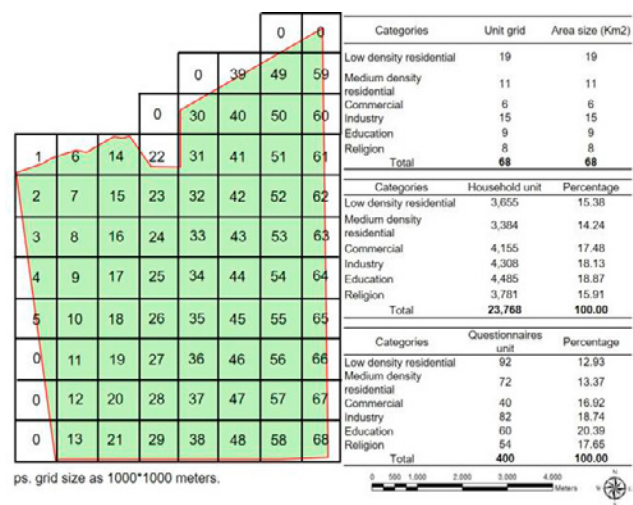 0 0
0 39 49 59
0 30 40 50 60
1 6 14 22 31 41 51 61
2 7 15 23 32 42 52 62
3 8 16 24 33 43 53 63
4 9 17 25 34 44 54 64
5 10 18 26 35 45 55 65
0 11 19 27 36 46 56 66
0 12 20 28 37 47 57 67
0 13 21 29 38 48 58 68
ps. grid size as 1000*1000 meters.
Categories Unit grid Area size (Km2)
Low density residential 19 19
Medium density
residential 11 11
Commercial 6 6
Industry 15 15
Education 9 9
Religion 8 8
Total 68 68
Categories Household unit Percentage
Low density residential 3,655 15.38
Medium density
residential 3,384 14.24
Commercial 4,155 17.48
Industry 4,308 18.13
Education 4,485 18.87
Religion 3,781 15.91
Total 23,768 100.00
Categories Questionnaires
unit Percentage
Low density residential 92 12.93
Medium density
residential 72 13.37
Commercial 40 16.92
Industry 82 18.74
Education 60 20.39
Religion 54 17.65
Total 400 100.00
0 500 1,000 2,000 3,000 4,000
Meters
N